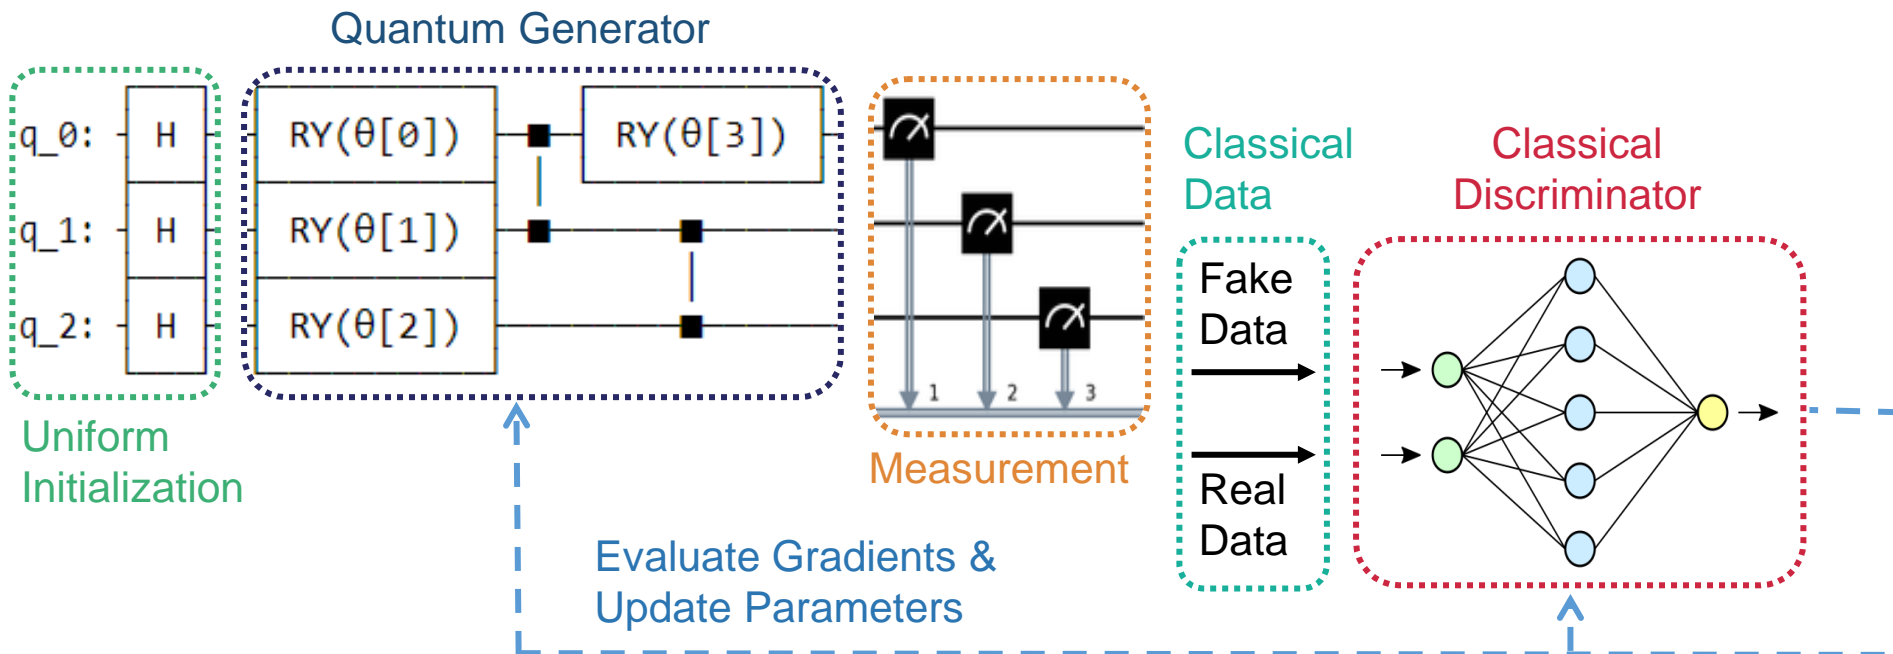 Quantum Generator
q_0: H RY(θ[0]) RY(θ[3])
q_1: H RY(θ[1])
q_2: H RY(θ[2])
1 2 3
Uniform
Initialization
Measurement
Classical
Data
Fake
Data
Real
Data
Classical
Discriminator
Evaluate Gradients &
Update Parameters